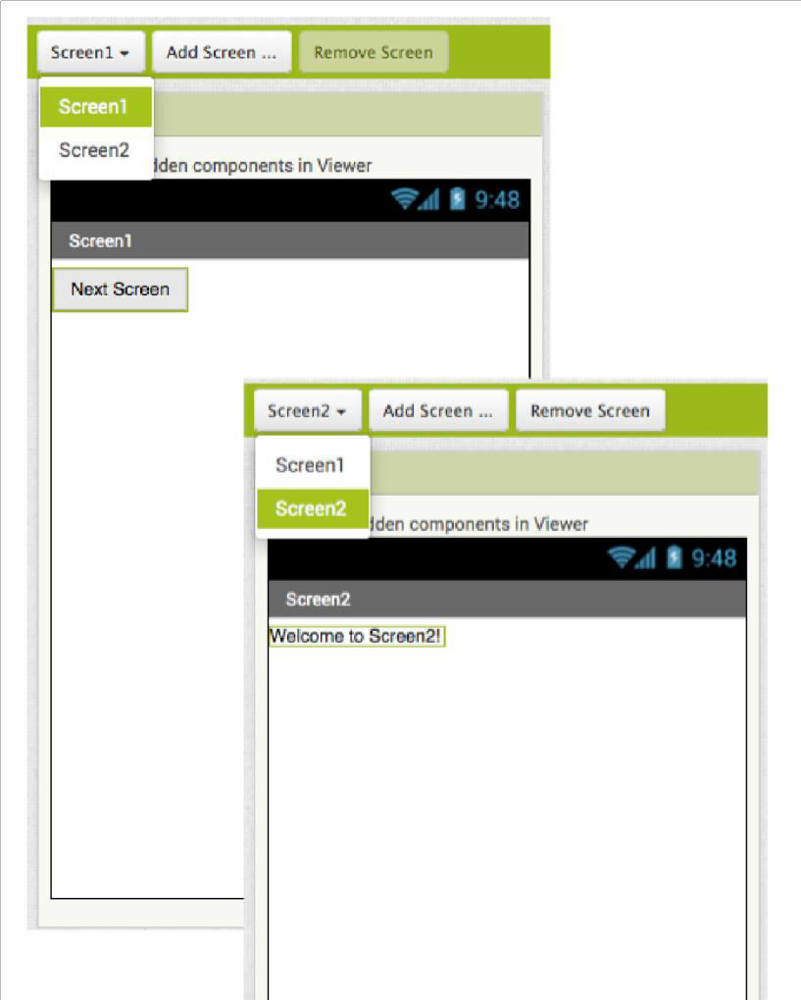 Screen1 Add Screen ... Remove Screen
Screen1
Screen2
dden components in Viewer
9:48
Screen1
Next Screen
Screen2 Add Screen ... Remove Screen
Screen1
Screen2
dden components in Viewer
9:48
Screen2
Welcome to Screen2!